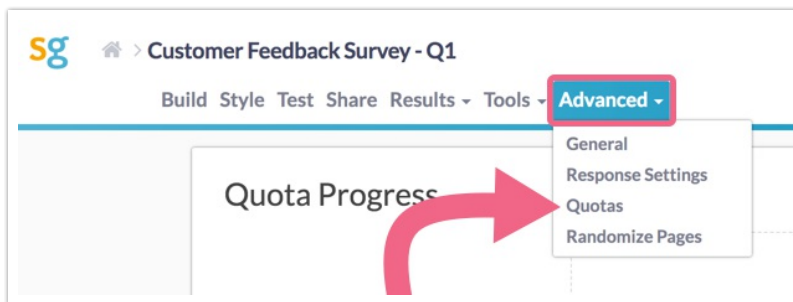 sg > Customer Feedback Survey - Q1
Build Style Test Share Results Tools Advanced
General
Response Settings
Quota Progress
Quotas
Randomize Pages